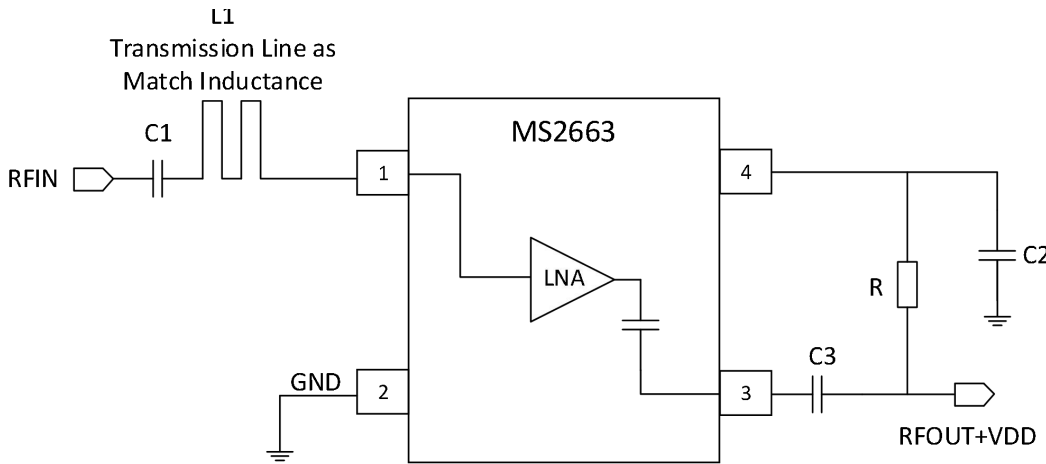 L1
Transmission Line as
Match Inductance
C1
RFIN
MS2663
1
4
LNA
C2
R
GND
2
C3
3
RFOUT+VDD